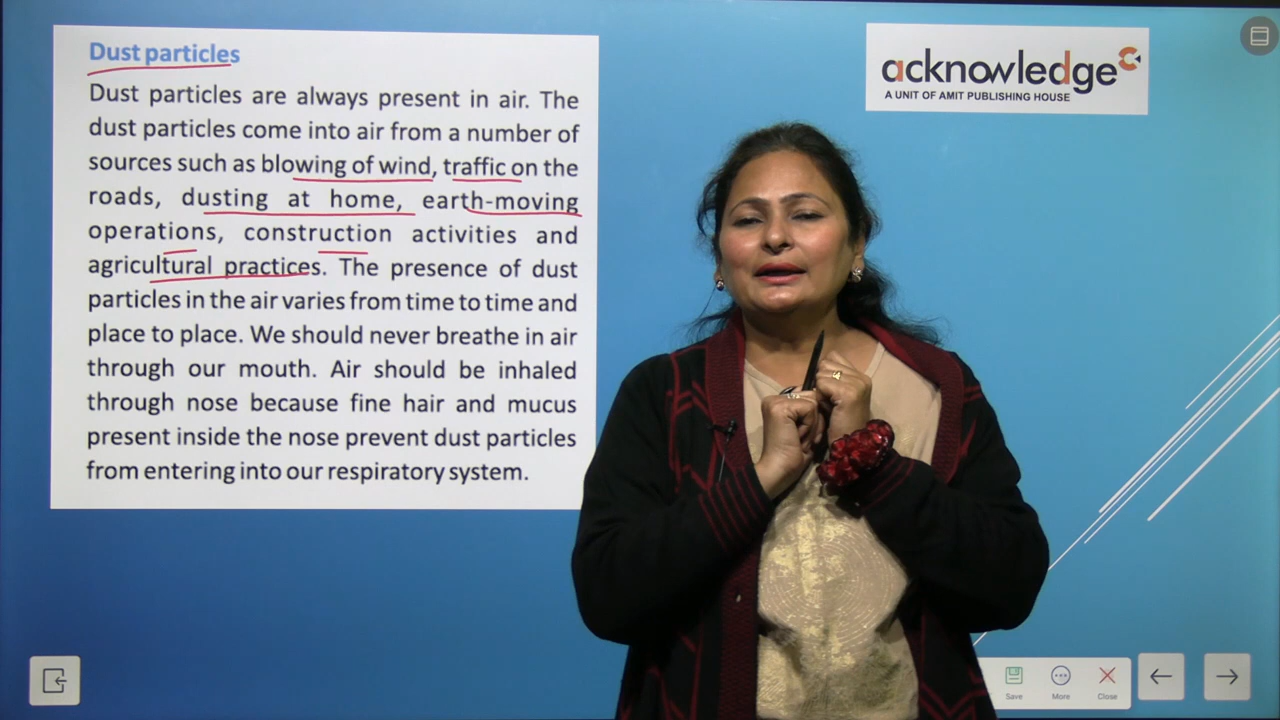 Dust particles
Dust particles are always present in air. The
dust particles come into air from a number of
sources such as blowing of wind, traffic on the
roads, dusting at home, earth-moving
operations, construction activities and
agricultural practices. The presence of dust
particles in the air varies from time to time and
place to place. We should never breathe in air
through our mouth. Air should be inhaled
through nose because fine hair and mucus
present inside the nose prevent dust particles
from entering into our respiratory system.
acknowledge
A UNIT OF AMIT PUBLISHING HOUSE
Save More Close